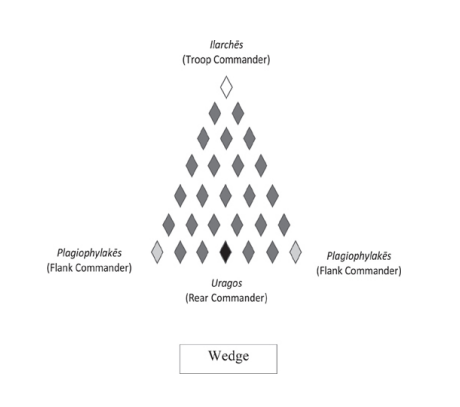 Ilarchēs
(Troop Commander)
Plagiophylakēs
(Flank Commander)
Plagiophylakēs
(Flank Commander)
Uragos
(Rear Commander)
Wedge